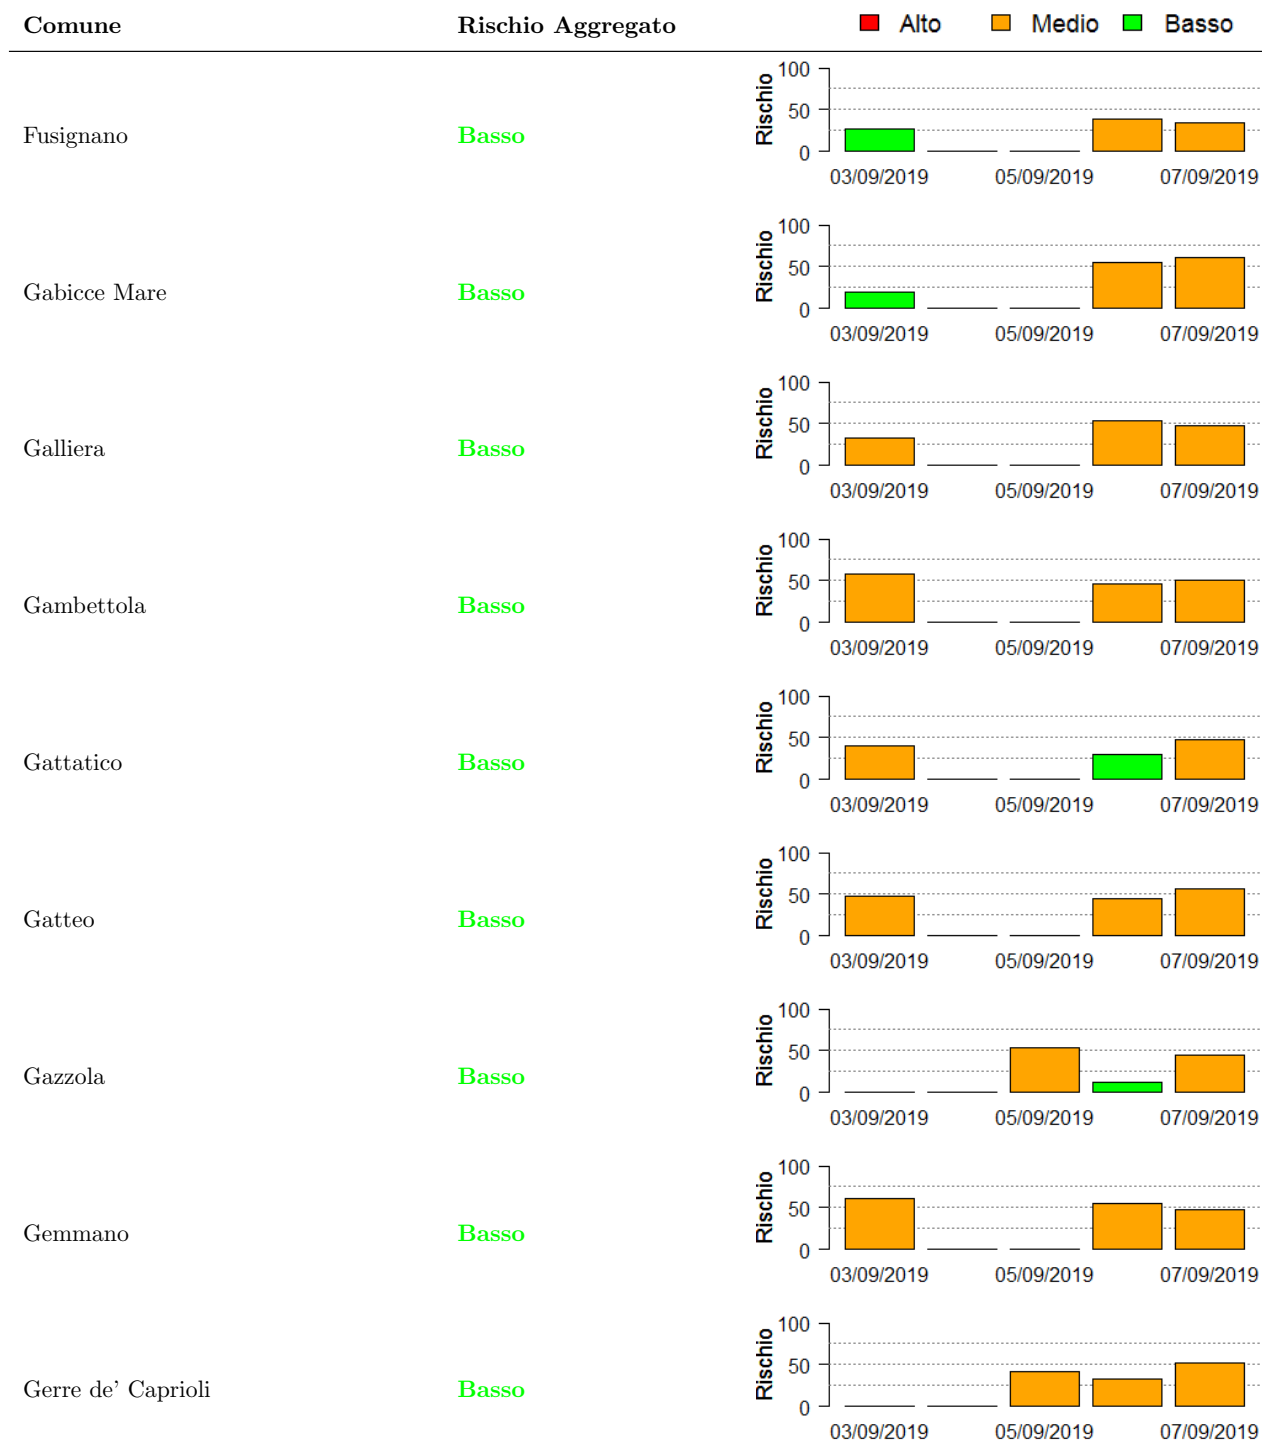 Comune Rischio Aggregato Alto Medio Basso
Fusignano Basso Rischio 100 50 0
03/09/2019 05/09/2019 07/09/2019
Gabicce Mare Basso Rischio 100 50 0
03/09/2019 05/09/2019 07/09/2019
Galliera Basso Rischio 100 50 0
03/09/2019 05/09/2019 07/09/2019
Gambettola Basso Rischio 100 50 0
03/09/2019 05/09/2019 07/09/2019
Gattatico Basso Rischio 100 50 0
03/09/2019 05/09/2019 07/09/2019
Gatteo Basso Rischio 100 50 0
03/09/2019 05/09/2019 07/09/2019
Gazzola Basso Rischio 100 50 0
03/09/2019 05/09/2019 07/09/2019
Gemmano Basso Rischio 100 50 0
03/09/2019 05/09/2019 07/09/2019
Gerre de' Caprioli Basso Rischio 100 50 0
03/09/2019 05/09/2019 07/09/2019